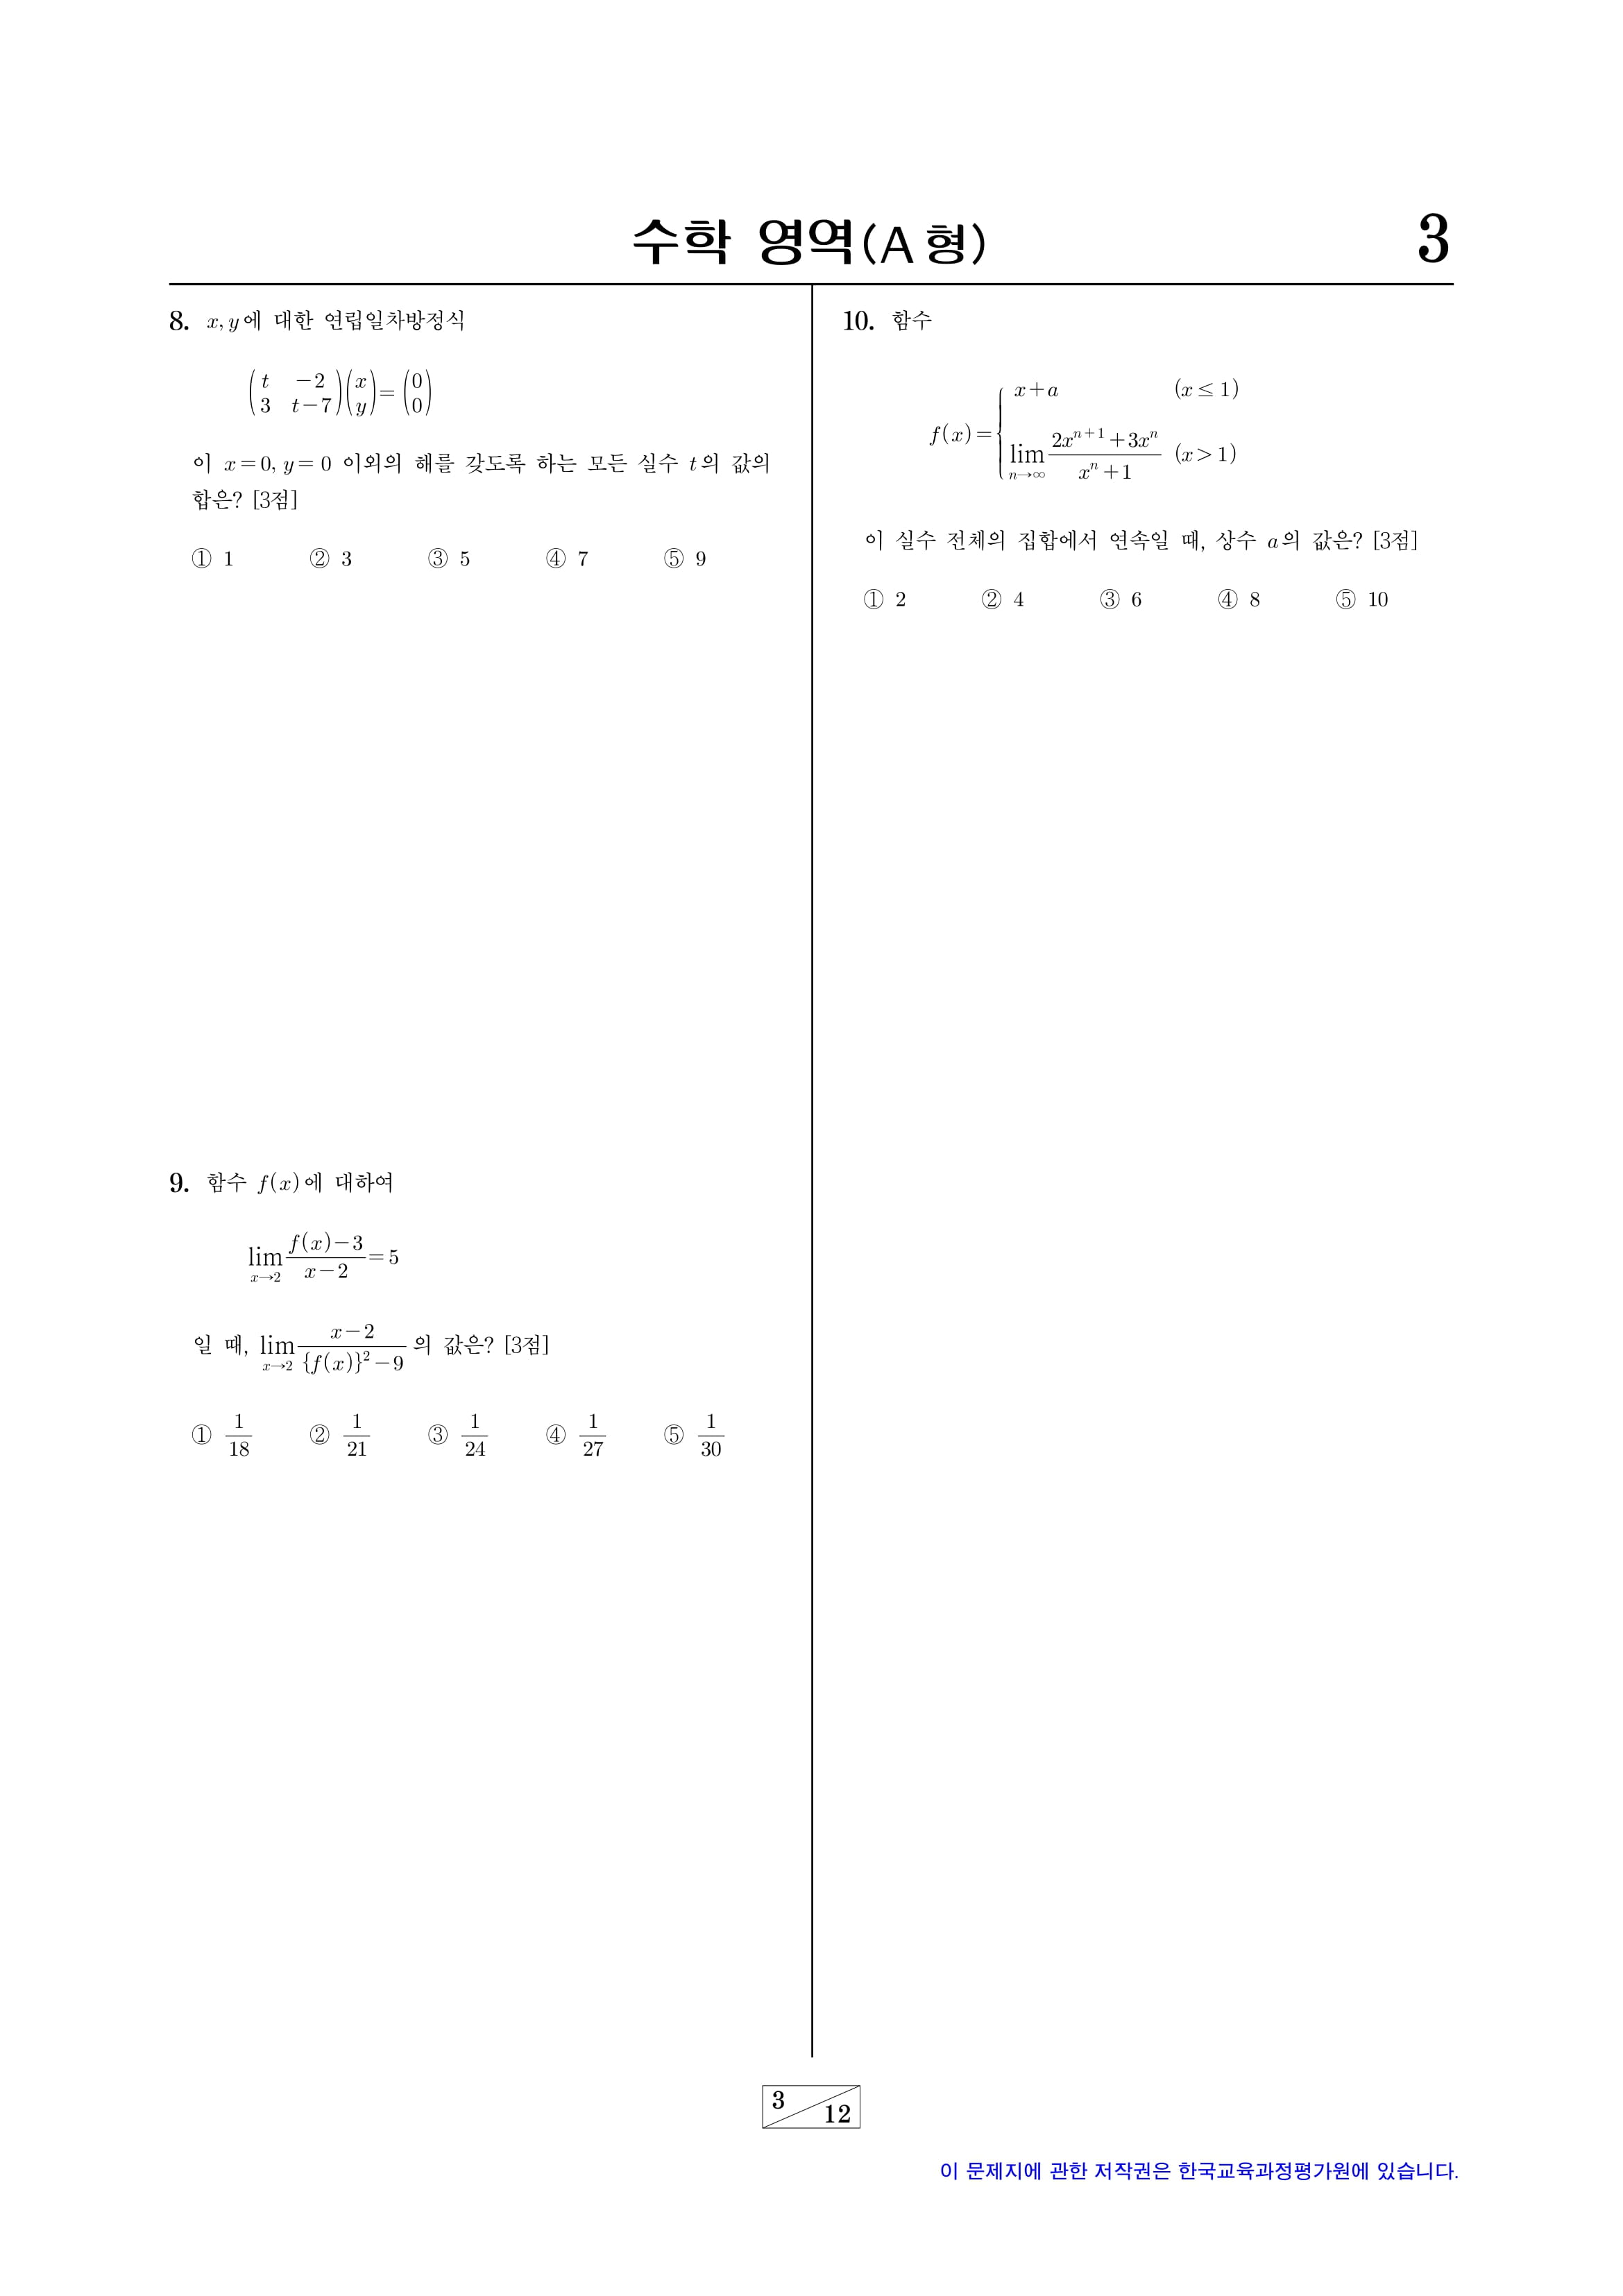 수학 영역(A 형)
3
8. x, y에 대한 연립일차방정식
$\begin{pmatrix} t & -2 \\ 3 & t-7 \end{pmatrix}\begin{pmatrix} x \\ y \end{pmatrix} = \begin{pmatrix} 0 \\ 0 \end{pmatrix}$
이 x=0, y=0 이외의 해를 갖도록 하는 모든 실수 t의 값의
합은? [3점]
① 1 ② 3 ③ 5 ④ 7 ⑤ 9
9. 함수 f(x)에 대하여
$\lim_{x \to 2} \frac{f(x)-3}{x-2} = 5$
일 때, $\lim_{x \to 2} \frac{x-2}{\{f(x)\}^2-9}$의 값은? [3점]
① $\frac{1}{18}$ ② $\frac{1}{21}$ ③ $\frac{1}{24}$ ④ $\frac{1}{27}$ ⑤ $\frac{1}{30}$
10. 함수
$f(x) = \begin{cases} x+a & (x \le 1) \\ \lim_{n \to \infty} \frac{2x^{n+1}+3x^n}{x^n+1} & (x > 1) \end{cases}$
이 실수 전체의 집합에서 연속일 때, 상수 a의 값은? [3점]
① 2 ② 4 ③ 6 ④ 8 ⑤ 10
3
12
이 문제지에 관한 저작권은 한국교육과정평가원에 있습니다.